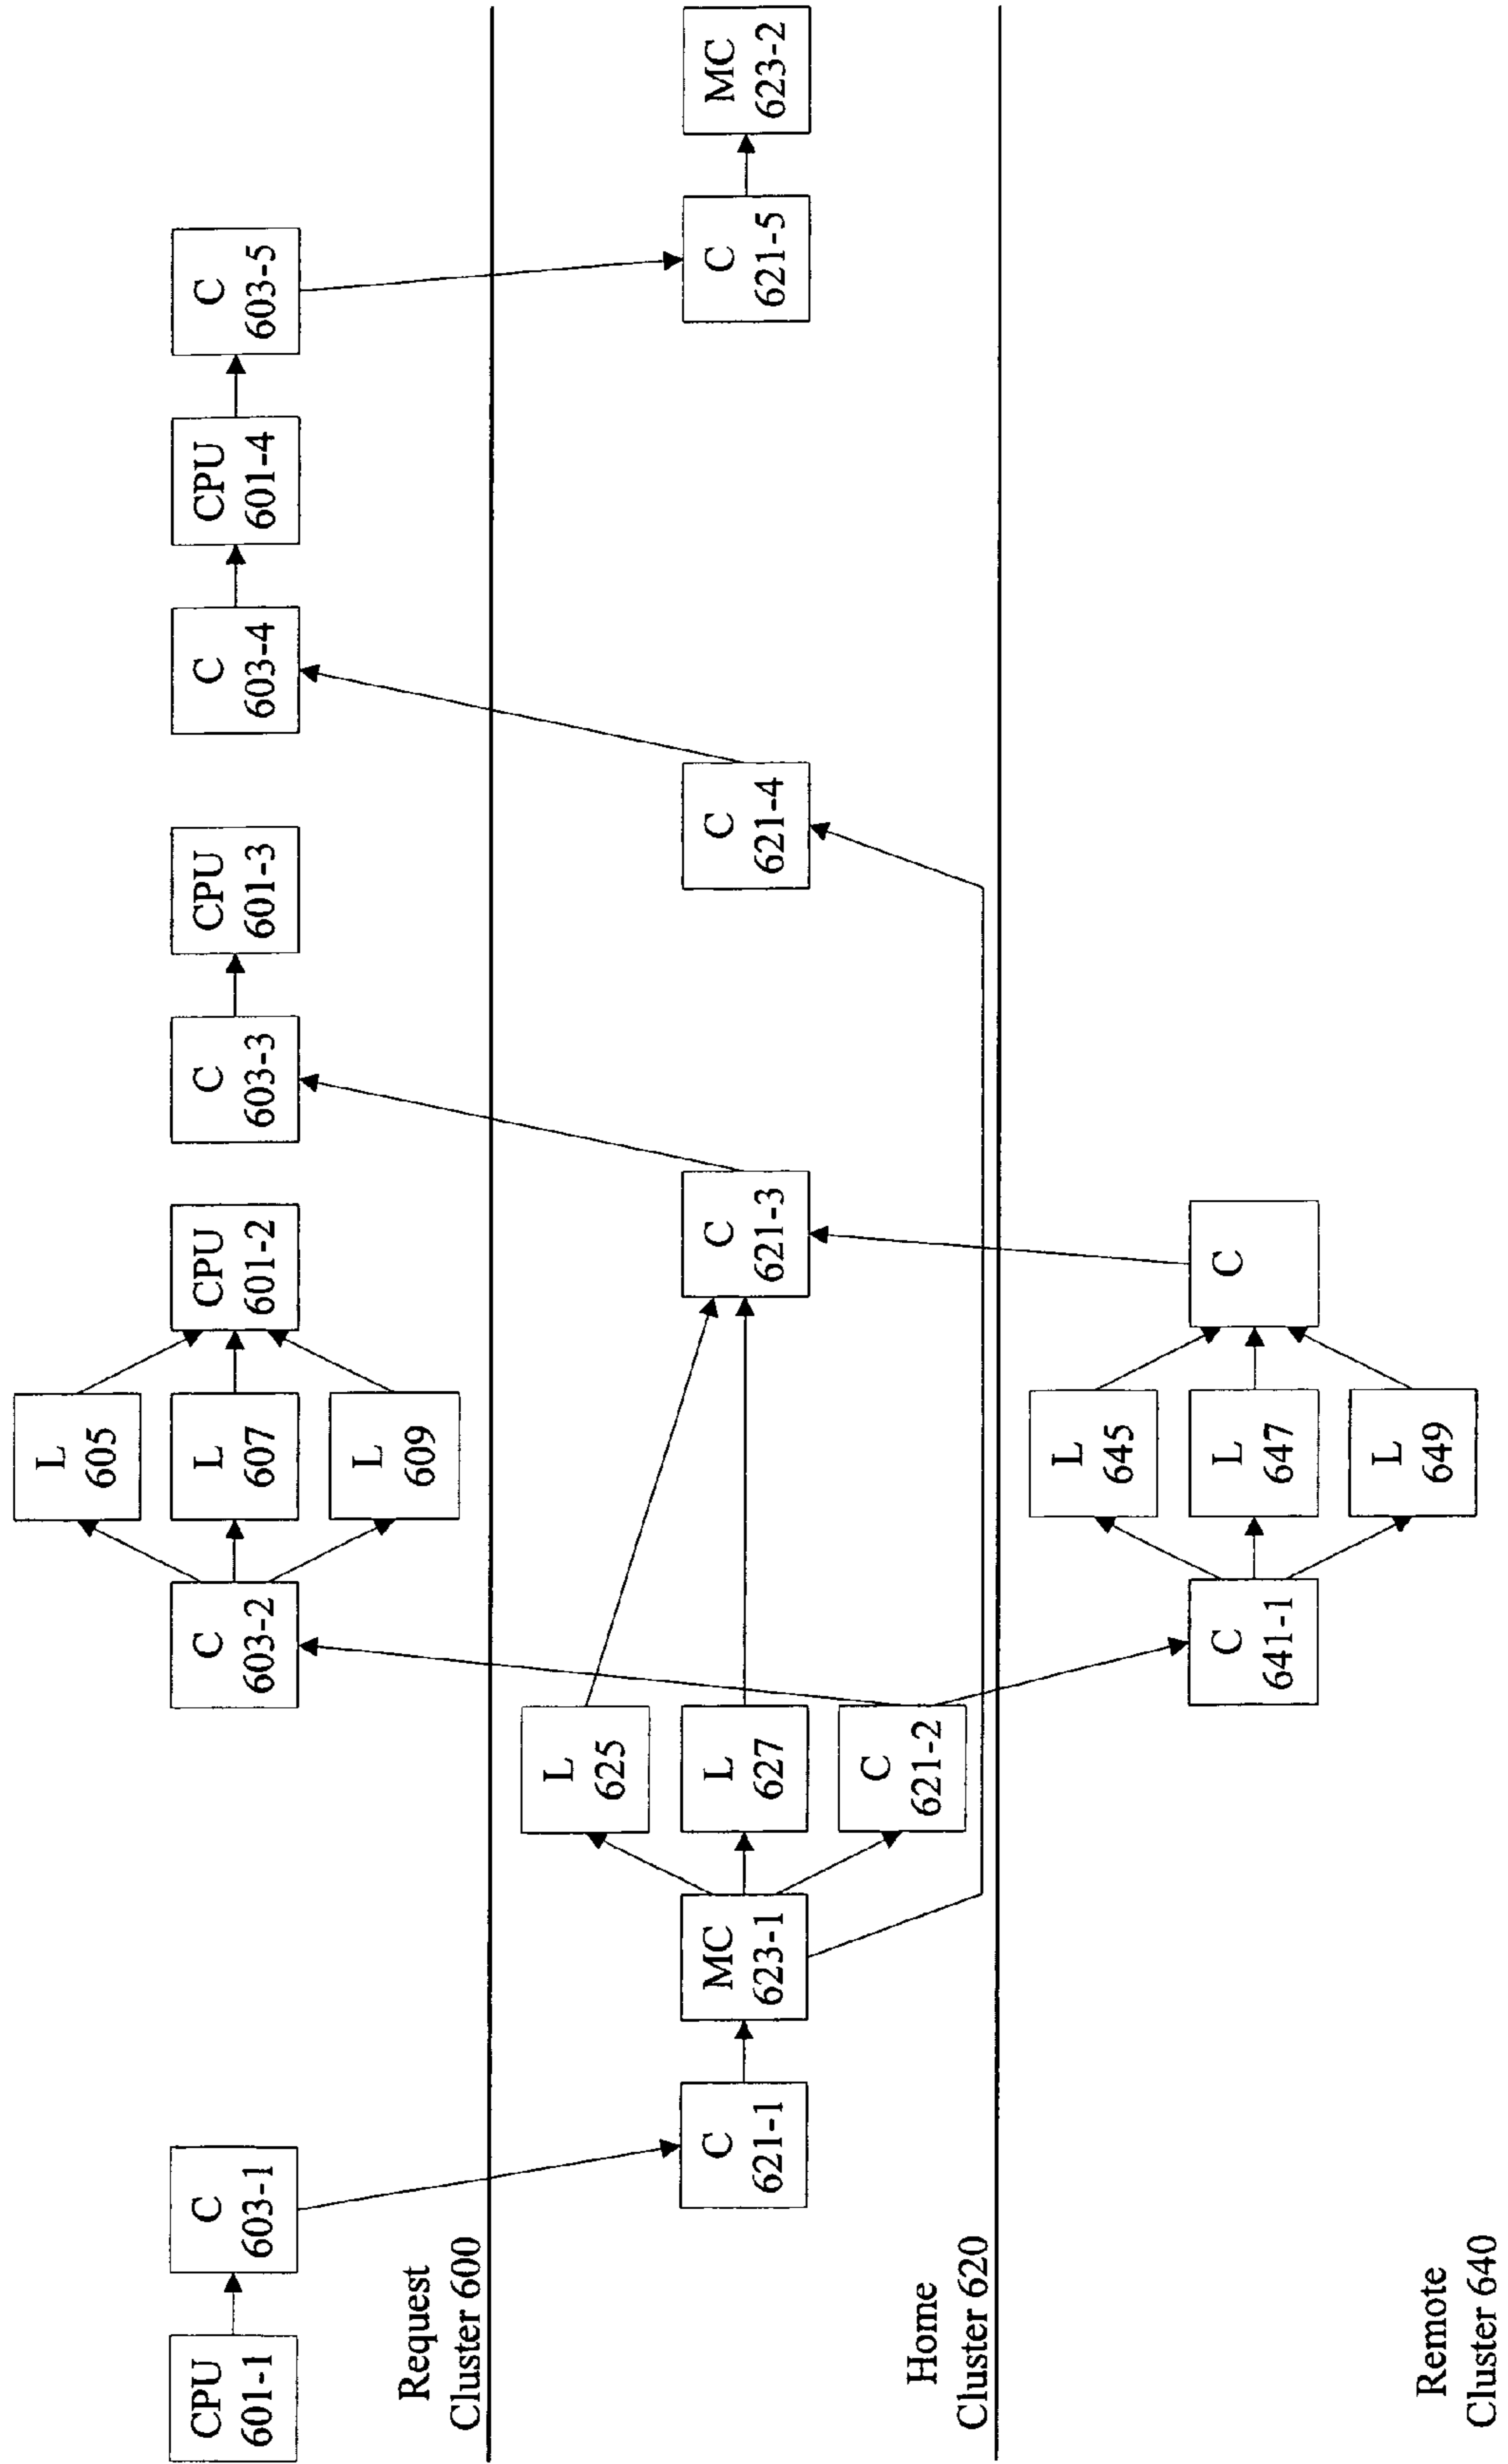 CPU
601-1
C
603-1
C
603-2
L
605
L
607
L
609
CPU
601-2
C
603-3
CPU
601-3
C
603-4
CPU
601-4
C
603-5
Request
Cluster 600
C
621-1
MC
623-1
L
625
L
627
C
621-2
C
621-3
C
621-4
C
621-5
MC
623-2
Home
Cluster 620
C
641-1
L
645
L
647
L
649
C
Remote
Cluster 640